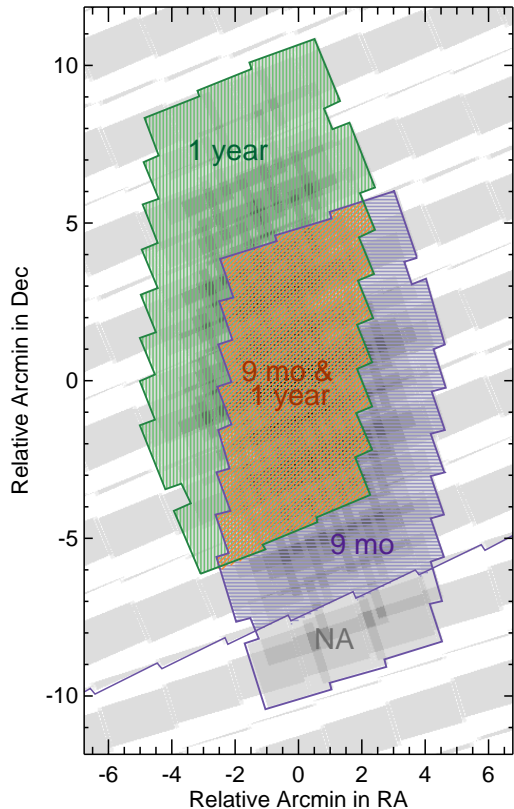 10
1 year
5
Relative Arcmin in Dec
0
9 mo &
1 year
-5
9 mo
NA
-10
-6 -4 -2 0 2 4 6
Relative Arcmin in RA